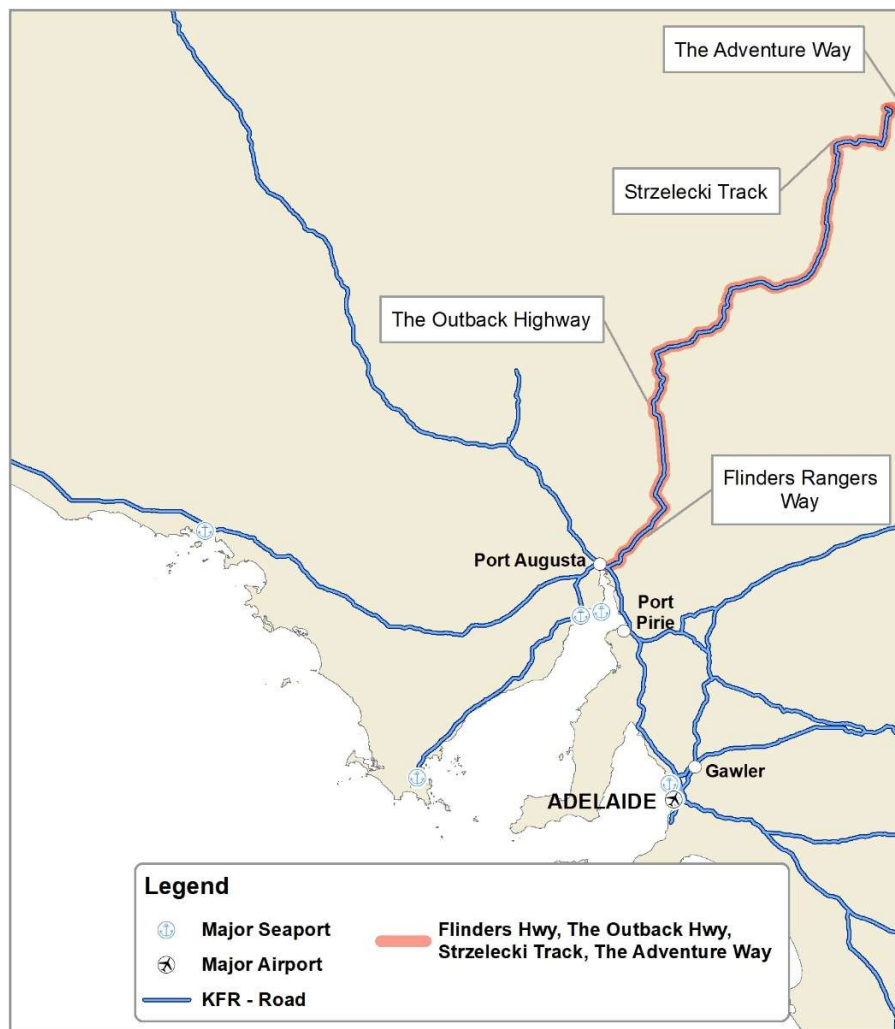 The Adventure Way
Strzelecki Track
The Outback Highway
Flinders Rangers
Way
Port Augusta
Port
Pirie
Gawler
ADELAIDE
Legend
Major Seaport
Major Airport
KFR - Road
Flinders Hwy, The Outback Hwy,
Strzelecki Track, The Adventure Way